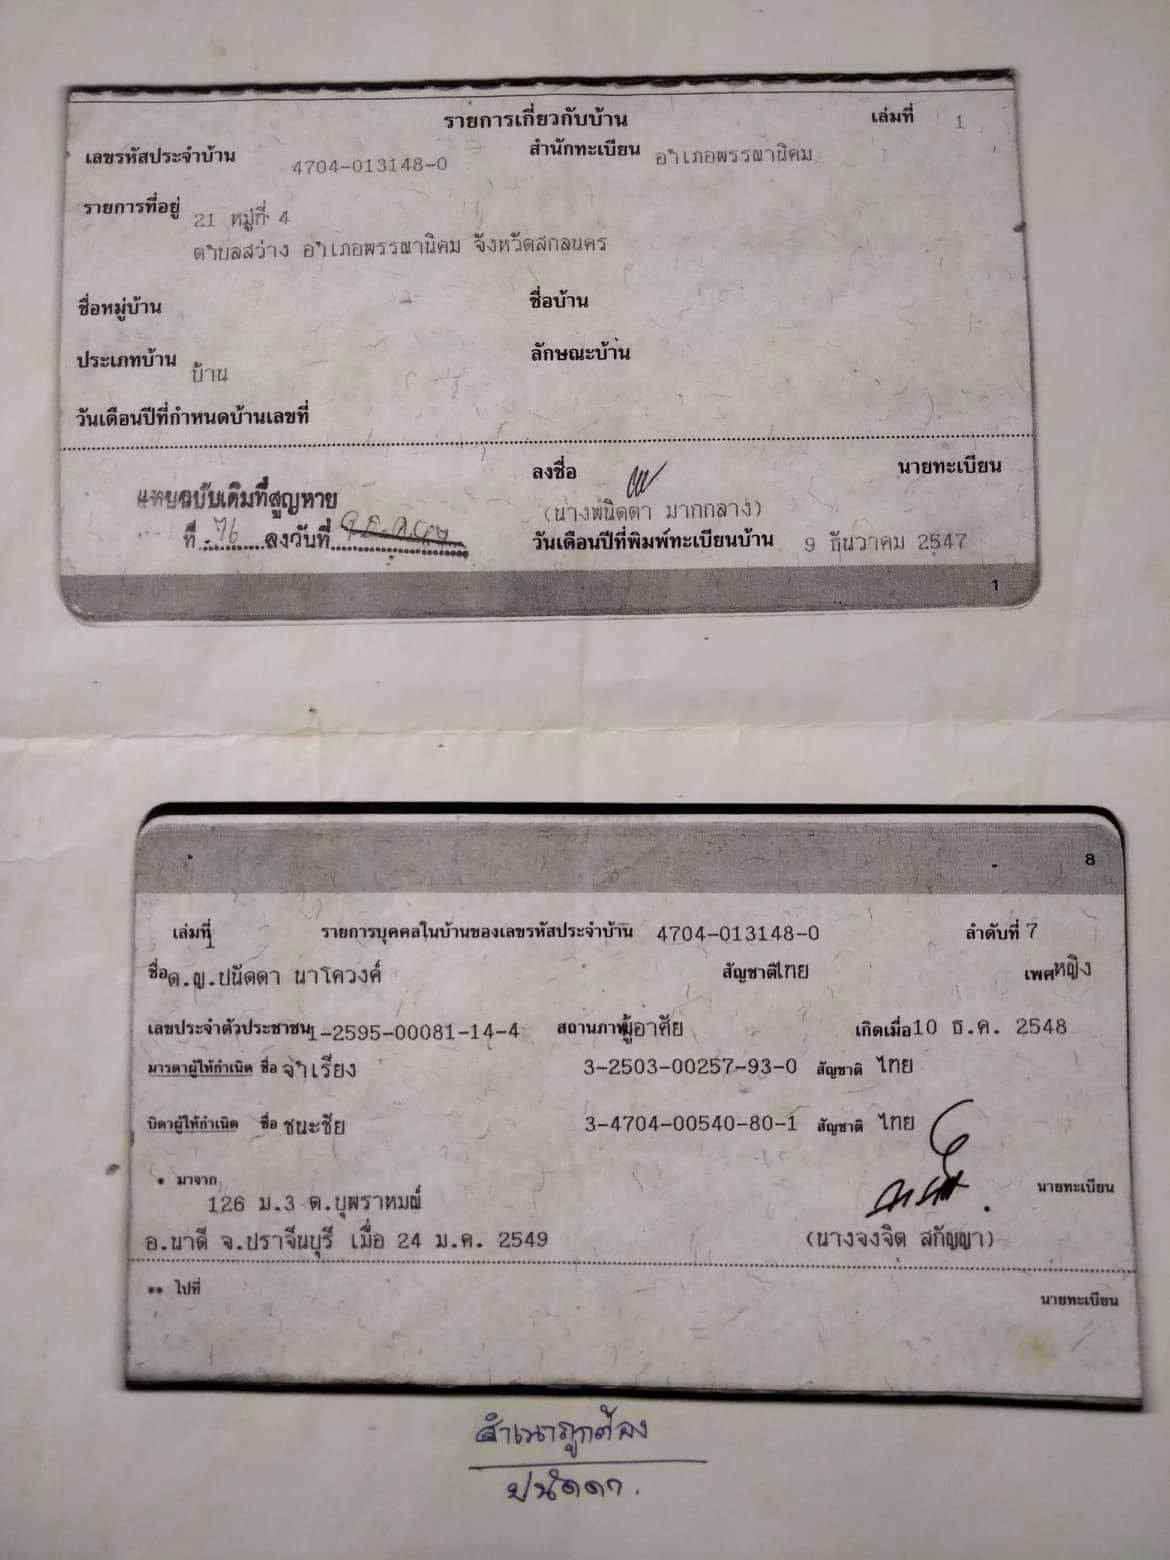 รายการเกี่ยวกับบ้าน เล่มที่ 1
เลขรหัสประจำบ้าน 4704-013148-0 สำนักทะเบียน อำเภอพรรณานิคม
รายการที่อยู่ 21 หมู่ที่ 4
ตำบลสว่าง อำเภอพรรณานิคม จังหวัดสกลนคร
ชื่อหมู่บ้าน ชื่อบ้าน
ประเภทบ้าน บ้าน ลักษณะบ้าน
วันเดือนปีที่กำหนดบ้านเลขที่
ลงชื่อ นายทะเบียน
แทนฉบับเดิมที่สูญหาย (นางพนิดตา มากกลาง)
ที่ 76 ลงวันที่ วันเดือนปีที่พิมพ์ทะเบียนบ้าน 9 ธันวาคม 2547
1
8
เล่มที่ 1 รายการบุคคลในบ้านของเลขรหัสประจำบ้าน 4704-013148-0 ลำดับที่ 7
ชื่อ ด.ญ.ปนัดดา นาโควงค์ สัญชาติ ไทย เพศ หญิง
เลขประจำตัวประชาชน 1-2595-00081-14-4 สถานภาพ ผู้อาศัย เกิดเมื่อ 10 ธ.ค. 2548
มารดาผู้ให้กำเนิด ชื่อ จำเรียง 3-2503-00257-93-0 สัญชาติ ไทย
บิดาผู้ให้กำเนิด ชื่อ ชนะชัย 3-4704-00540-80-1 สัญชาติ ไทย
* มาจาก นายทะเบียน
126 ม.3 ต.บุพราหมณ์
อ.นาดี จ.ปราจีนบุรี เมื่อ 24 ม.ค. 2549 (นางจงจิต สกัญญา)
** ไปที่ นายทะเบียน
สำเนาถูกต้อง
ปนัดดา.